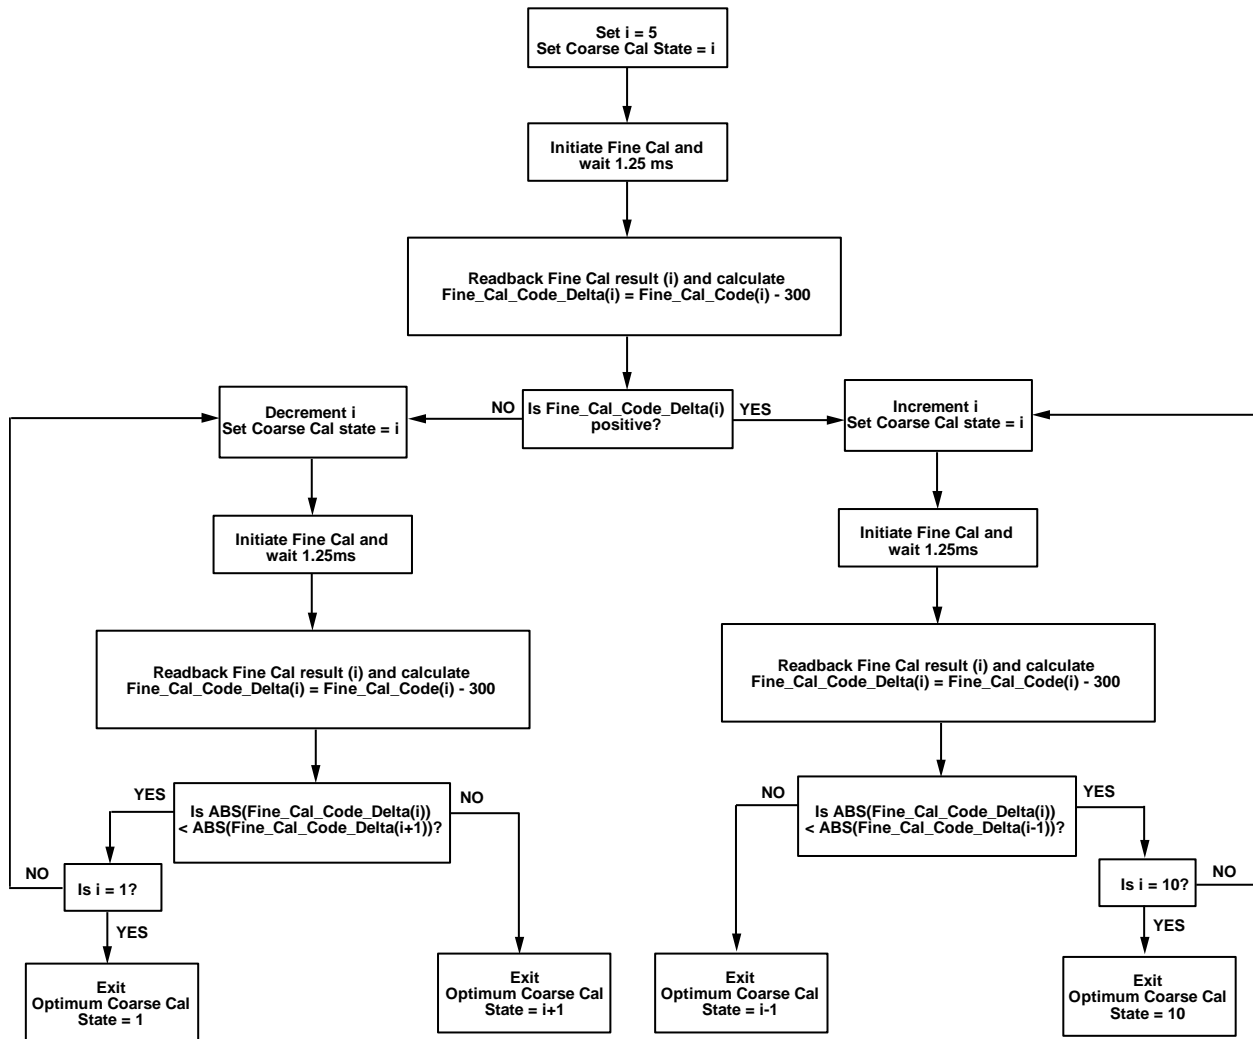 Set i = 5
Set Coarse Cal State = i
Initiate Fine Cal and
wait 1.25 ms
Readback Fine Cal result (i) and calculate
Fine_Cal_Code_Delta(i) = Fine_Cal_Code(i) - 300
Is Fine_Cal_Code_Delta(i)
positive?
NO
YES
Decrement i
Set Coarse Cal state = i
Initiate Fine Cal and
wait 1.25ms
Readback Fine Cal result (i) and calculate
Fine_Cal_Code_Delta(i) = Fine_Cal_Code(i) - 300
Is ABS(Fine_Cal_Code_Delta(i))
< ABS(Fine_Cal_Code_Delta(i+1))?
YES
NO
Is i = 1?
NO
YES
Exit
Optimum Coarse Cal
State = 1
Exit
Optimum Coarse Cal
State = i+1
Increment i
Set Coarse Cal state = i
Initiate Fine Cal and
wait 1.25ms
Readback Fine Cal result (i) and calculate
Fine_Cal_Code_Delta(i) = Fine_Cal_Code(i) - 300
Is ABS(Fine_Cal_Code_Delta(i))
< ABS(Fine_Cal_Code_Delta(i-1))?
NO
YES
Is i = 10?
NO
YES
Exit
Optimum Coarse Cal
State = i-1
Exit
Optimum Coarse Cal
State = 10